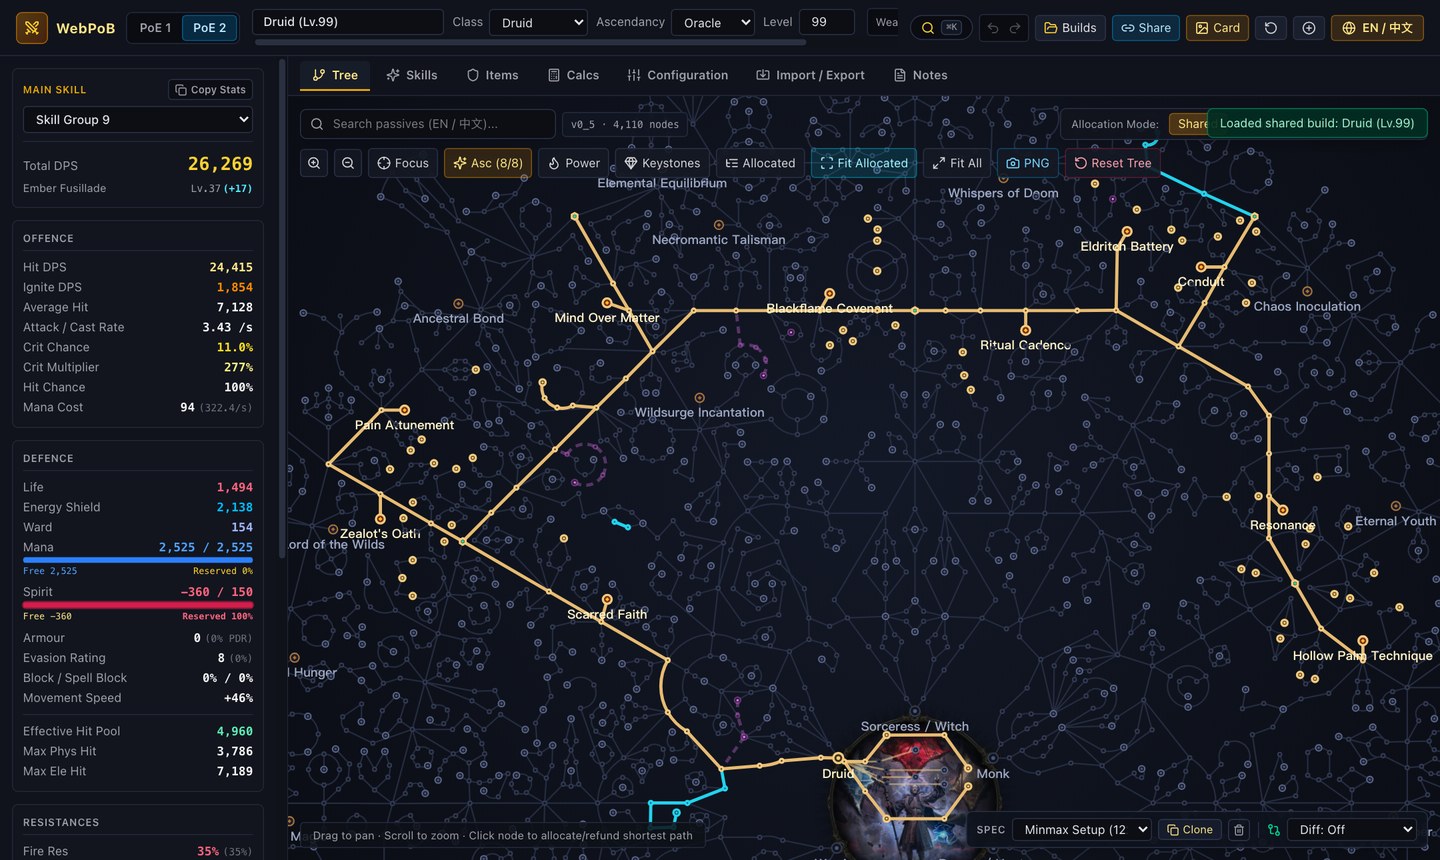 WebPoB
PoE 1
PoE 2
Druid (Lv.99)
Class
Druid
Ascendancy
Oracle
Level
99
Wea
⌘K
Builds
Share
Card
EN / 中文
MAIN SKILL
Copy Stats
Skill Group 9
Total DPS
26,269
Ember Fusillade
Lv.37 (+17)
OFFENCE
Hit DPS
24,415
Ignite DPS
1,854
Average Hit
7,128
Attack / Cast Rate
3.43 /s
Crit Chance
11.0%
Crit Multiplier
277%
Hit Chance
100%
Mana Cost
94 (322.4/s)
DEFENCE
Life
1,494
Energy Shield
2,138
Ward
154
Mana
2,525 / 2,525
Free 2,525
Reserved 0%
Spirit
−360 / 150
Free −360
Reserved 100%
Armour
0 (0% PDR)
Evasion Rating
8 (0%)
Block / Spell Block
0% / 0%
Movement Speed
+46%
Effective Hit Pool
4,960
Max Phys Hit
3,786
Max Ele Hit
7,189
RESISTANCES
Fire Res
35% (35%)
Tree
Skills
Items
Calcs
Configuration
Import / Export
Notes
Search passives (EN / 中文)...
v0_5 · 4,110 nodes
Allocation Mode:
Share
Loaded shared build: Druid (Lv.99)
Focus
Asc (8/8)
Power
Keystones
Allocated
Fit Allocated
Fit All
PNG
Reset Tree
Elemental Equilibrium
Whispers of Doom
Necromantic Talisman
Eldritch Battery
Conduit
Chaos Inoculation
Ancestral Bond
Mind Over Matter
Blackflame Covenant
Ritual Cadence
Wildsurge Incantation
Pain Attunement
Zealot's Oath
ord of the Wilds
Resonance
Eternal Youth
Scarred Faith
Hollow Palm Technique
l Hunger
Sorceress / Witch
Druid
Monk
M
Drag to pan · Scroll to zoom · Click node to allocate/refund shortest path
SPEC
Minmax Setup (12
Clone
Diff: Off
r